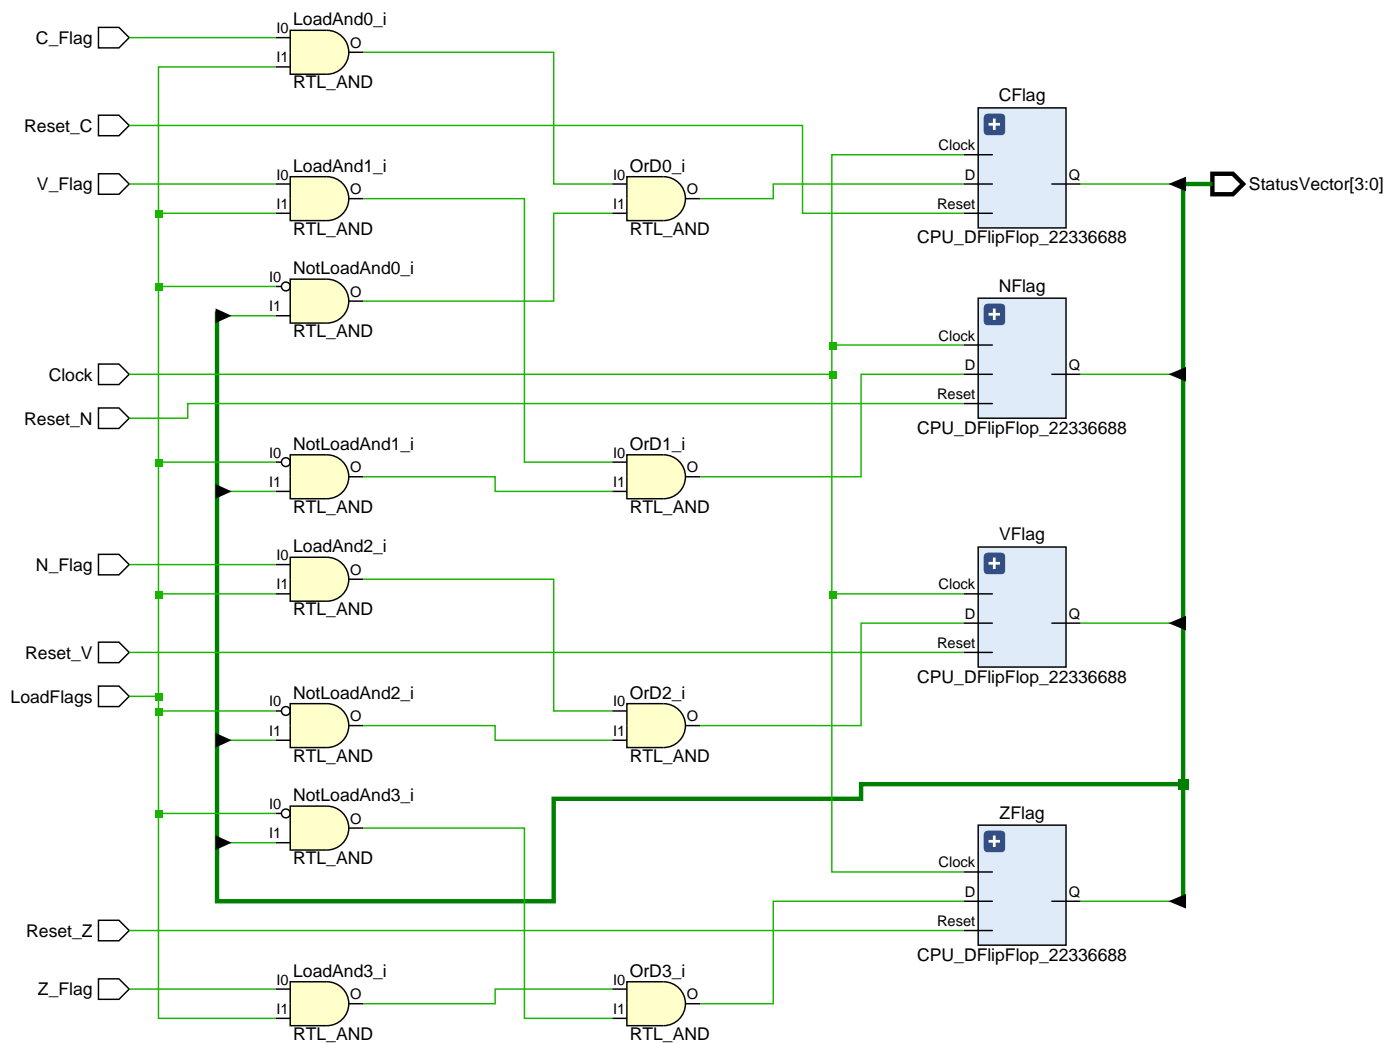 LoadAnd0_i
C_Flag
I0
I1
O
RTL_AND
CFlag
Reset_C
Clock
D
Reset
Q
CPU_DFlipFlop_22336688
StatusVector[3:0]
V_Flag
LoadAnd1_i
I0
I1
O
RTL_AND
OrD0_i
I0
I1
O
RTL_AND
NotLoadAnd0_i
I0
I1
O
RTL_AND
NFlag
Clock
D
Reset
Q
CPU_DFlipFlop_22336688
Clock
Reset_N
NotLoadAnd1_i
I0
I1
O
RTL_AND
OrD1_i
I0
I1
O
RTL_AND
N_Flag
LoadAnd2_i
I0
I1
O
RTL_AND
VFlag
Clock
D
Reset
Q
CPU_DFlipFlop_22336688
Reset_V
LoadFlags
NotLoadAnd2_i
I0
I1
O
RTL_AND
OrD2_i
I0
I1
O
RTL_AND
NotLoadAnd3_i
I0
I1
O
RTL_AND
ZFlag
Clock
D
Reset
Q
CPU_DFlipFlop_22336688
Reset_Z
Z_Flag
LoadAnd3_i
I0
I1
O
RTL_AND
OrD3_i
I0
I1
O
RTL_AND